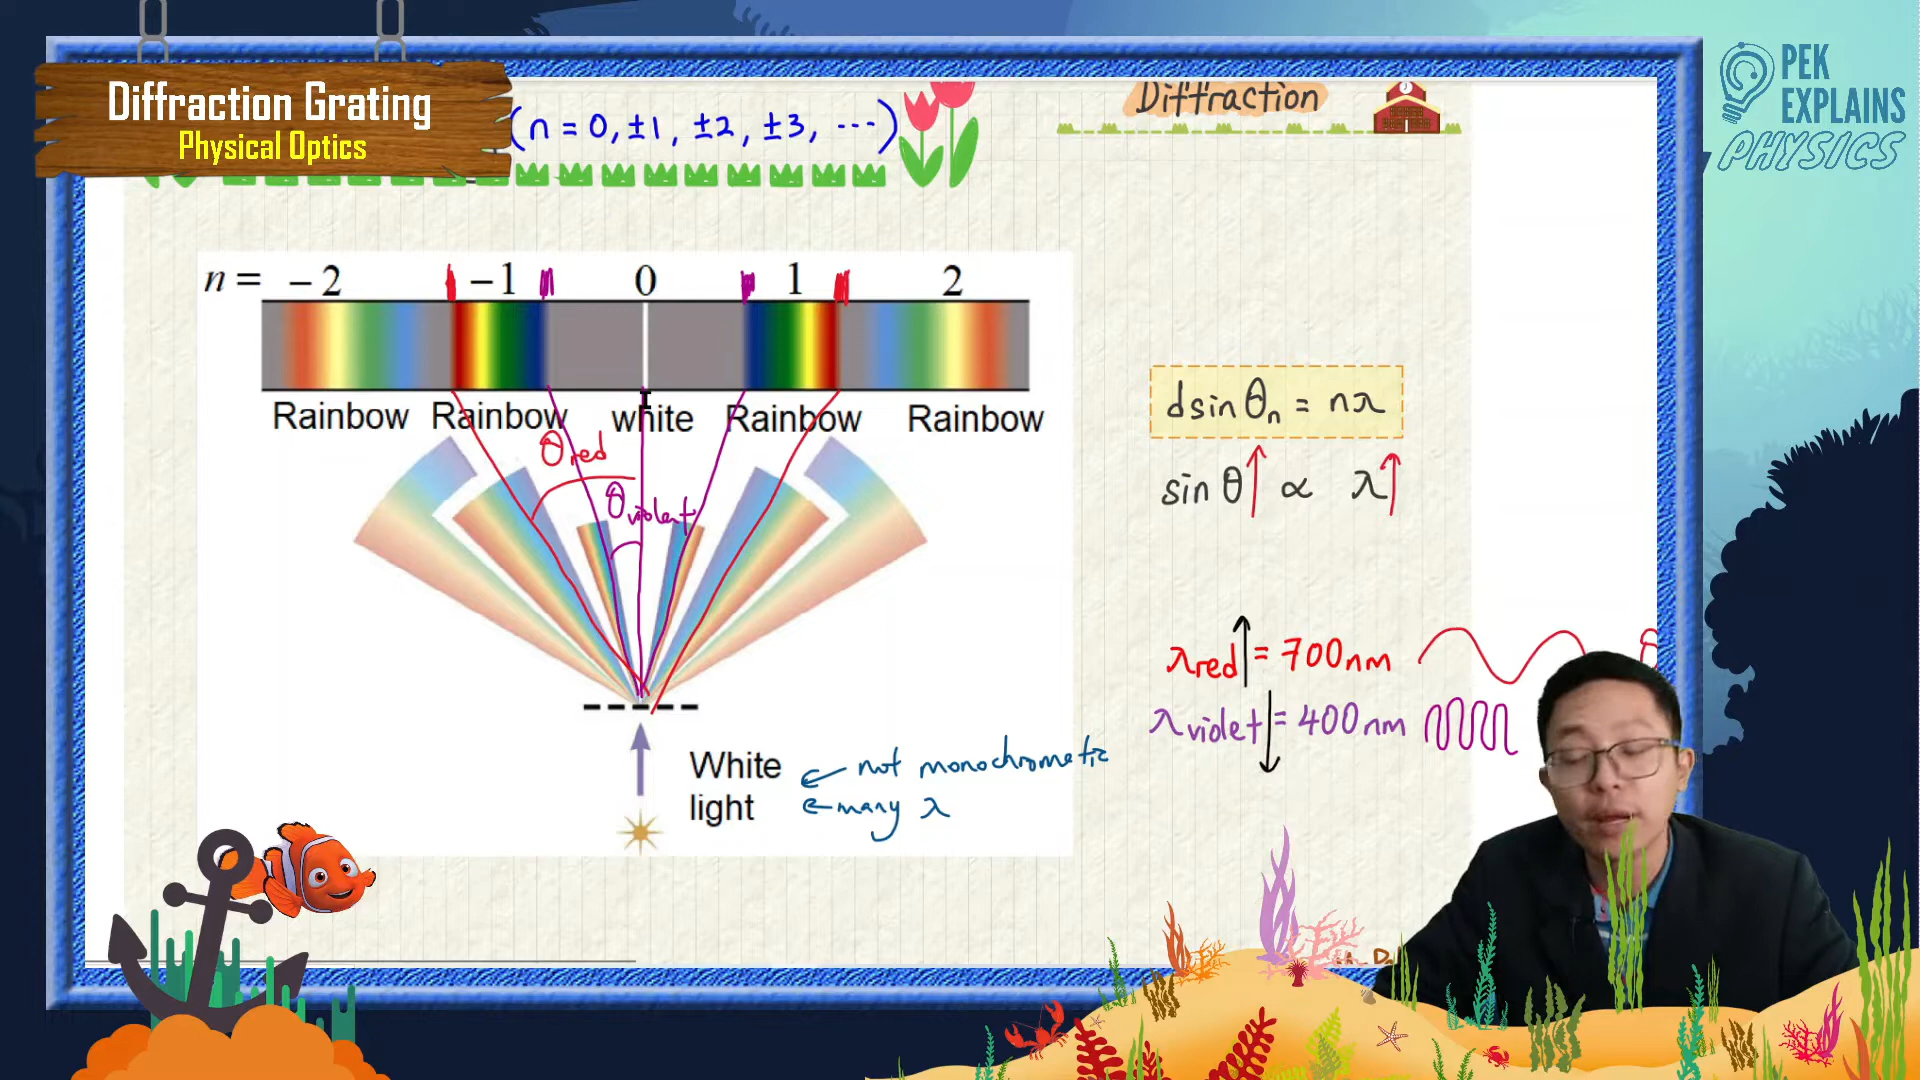 Diffraction Grating
Physical Optics
(n = 0, ±1, ±2, ±3, ...)
Diffraction
PEK
EXPLAINS
PHYSICS
n = -2 -1 0 1 2
Rainbow Rainbow white Rainbow Rainbow
θred
θviolet
d sin θn = nλ
sin θ↑ ∝ λ↑
λred↑ = 700nm
λviolet↓ = 400nm
White
light
← not monochrometic
← many λ